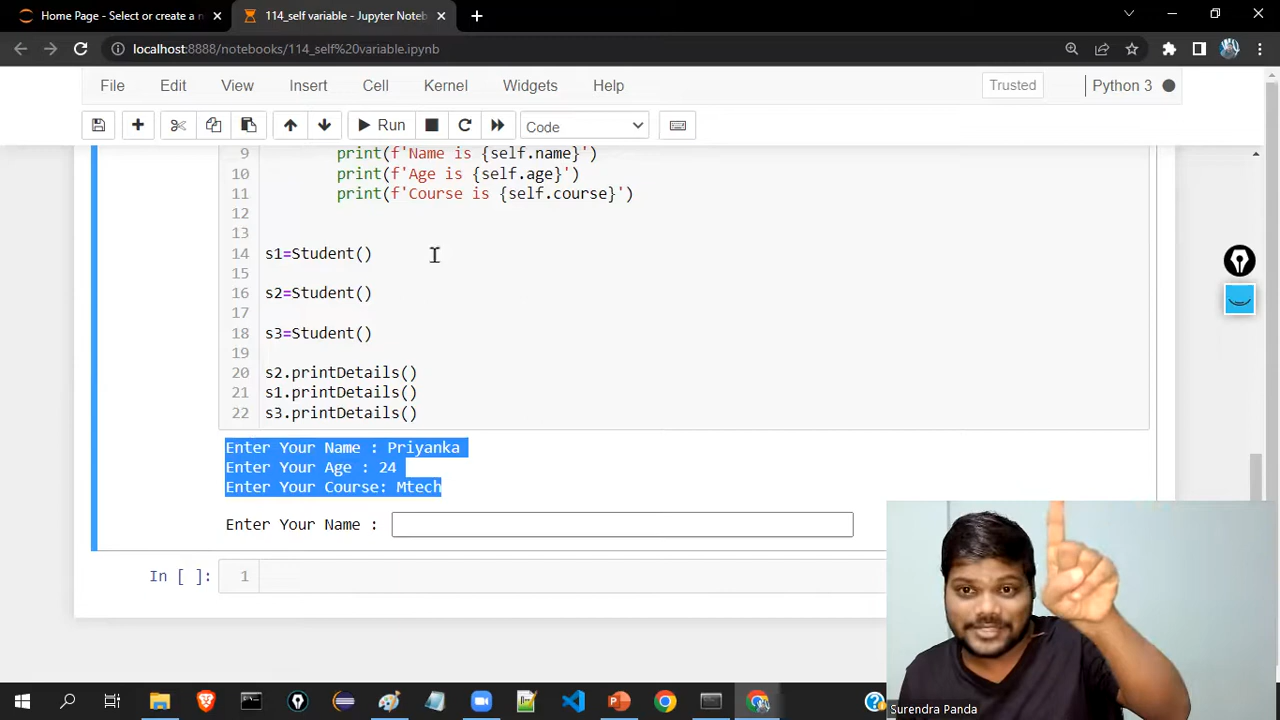 Home Page - Select or create a n
114_self variable - Jupyter Noteb
localhost:8888/notebooks/114_self%20variable.ipynb
File Edit View Insert Cell Kernel Widgets Help Trusted Python 3
Run Code
9 print(f'Name is {self.name}')
10 print(f'Age is {self.age}')
11 print(f'Course is {self.course}')
12
13
14 s1=Student()
15
16 s2=Student()
17
18 s3=Student()
19
20 s2.printDetails()
21 s1.printDetails()
22 s3.printDetails()
Enter Your Name : Priyanka
Enter Your Age : 24
Enter Your Course: Mtech
Enter Your Name :
In [ ]: 1
Surendra Panda